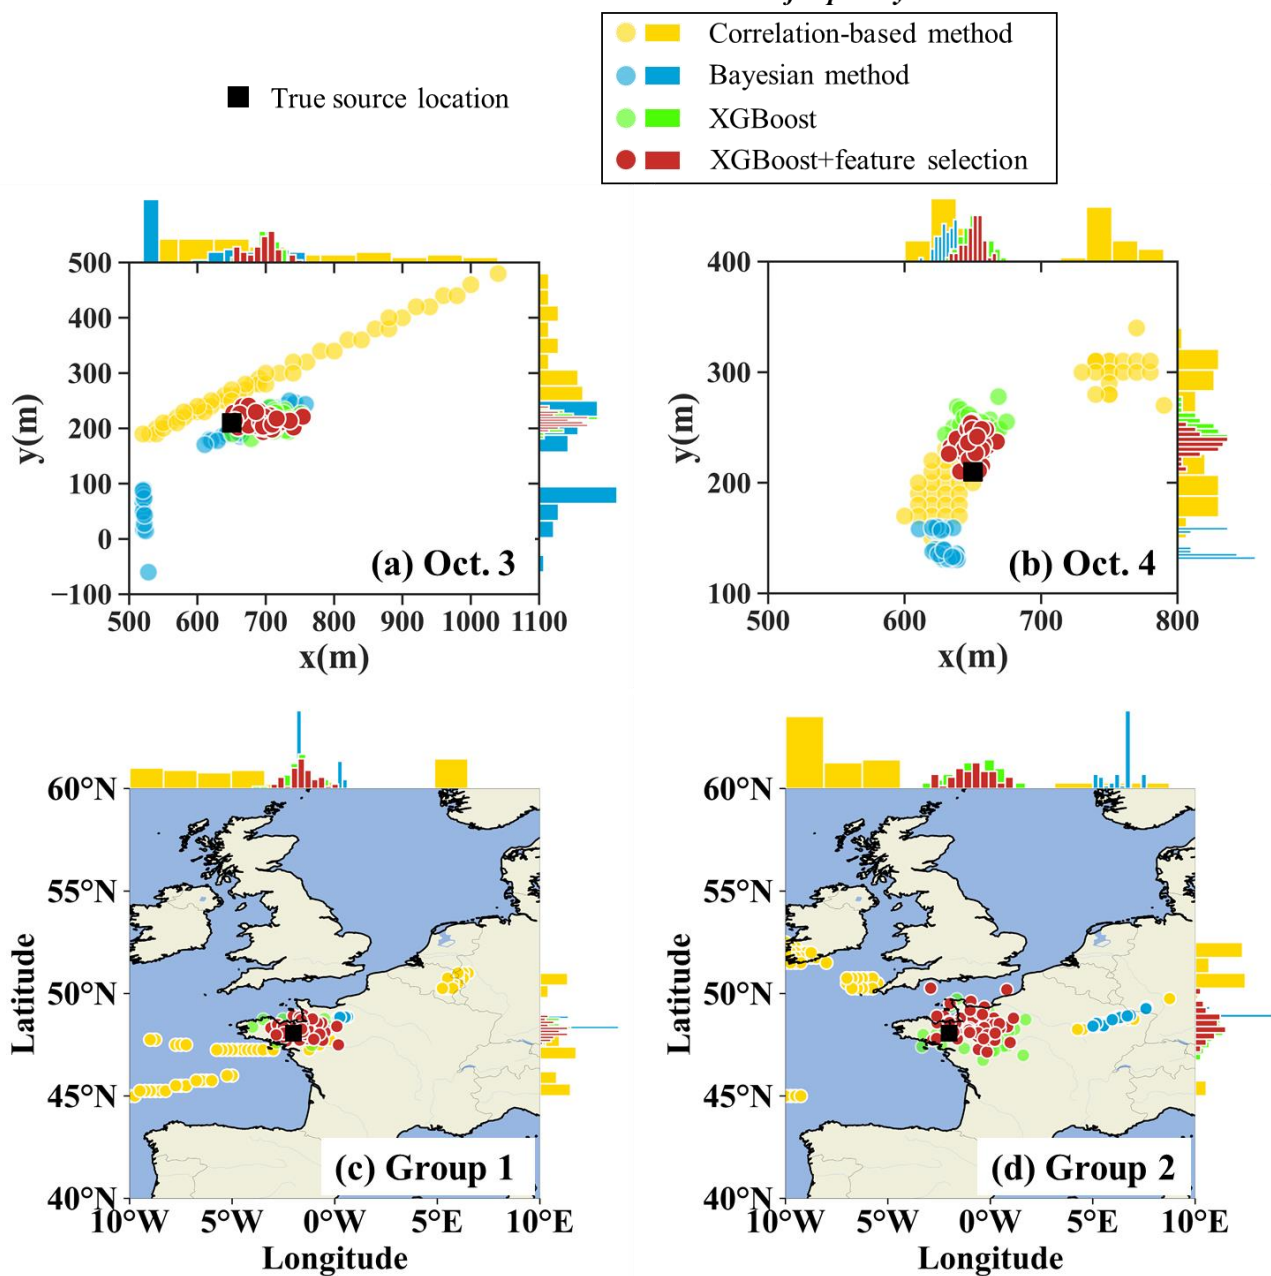 Correlation-based method
Bayesian method
True source location
XGBoost
XGBoost+feature selection
500
400
300
200
100
0
−100
y(m)
(a) Oct. 3
500 600 700 800 900 1000 1100
x(m)
400
300
200
100
y(m)
(b) Oct. 4
500 600 700 800
x(m)
60°N
55°N
50°N
45°N
40°N
Latitude
(c) Group 1
10°W 5°W 0°W 5°E 10°E
Longitude
60°N
55°N
50°N
45°N
40°N
Latitude
(d) Group 2
10°W 5°W 0°W 5°E 10°E
Longitude